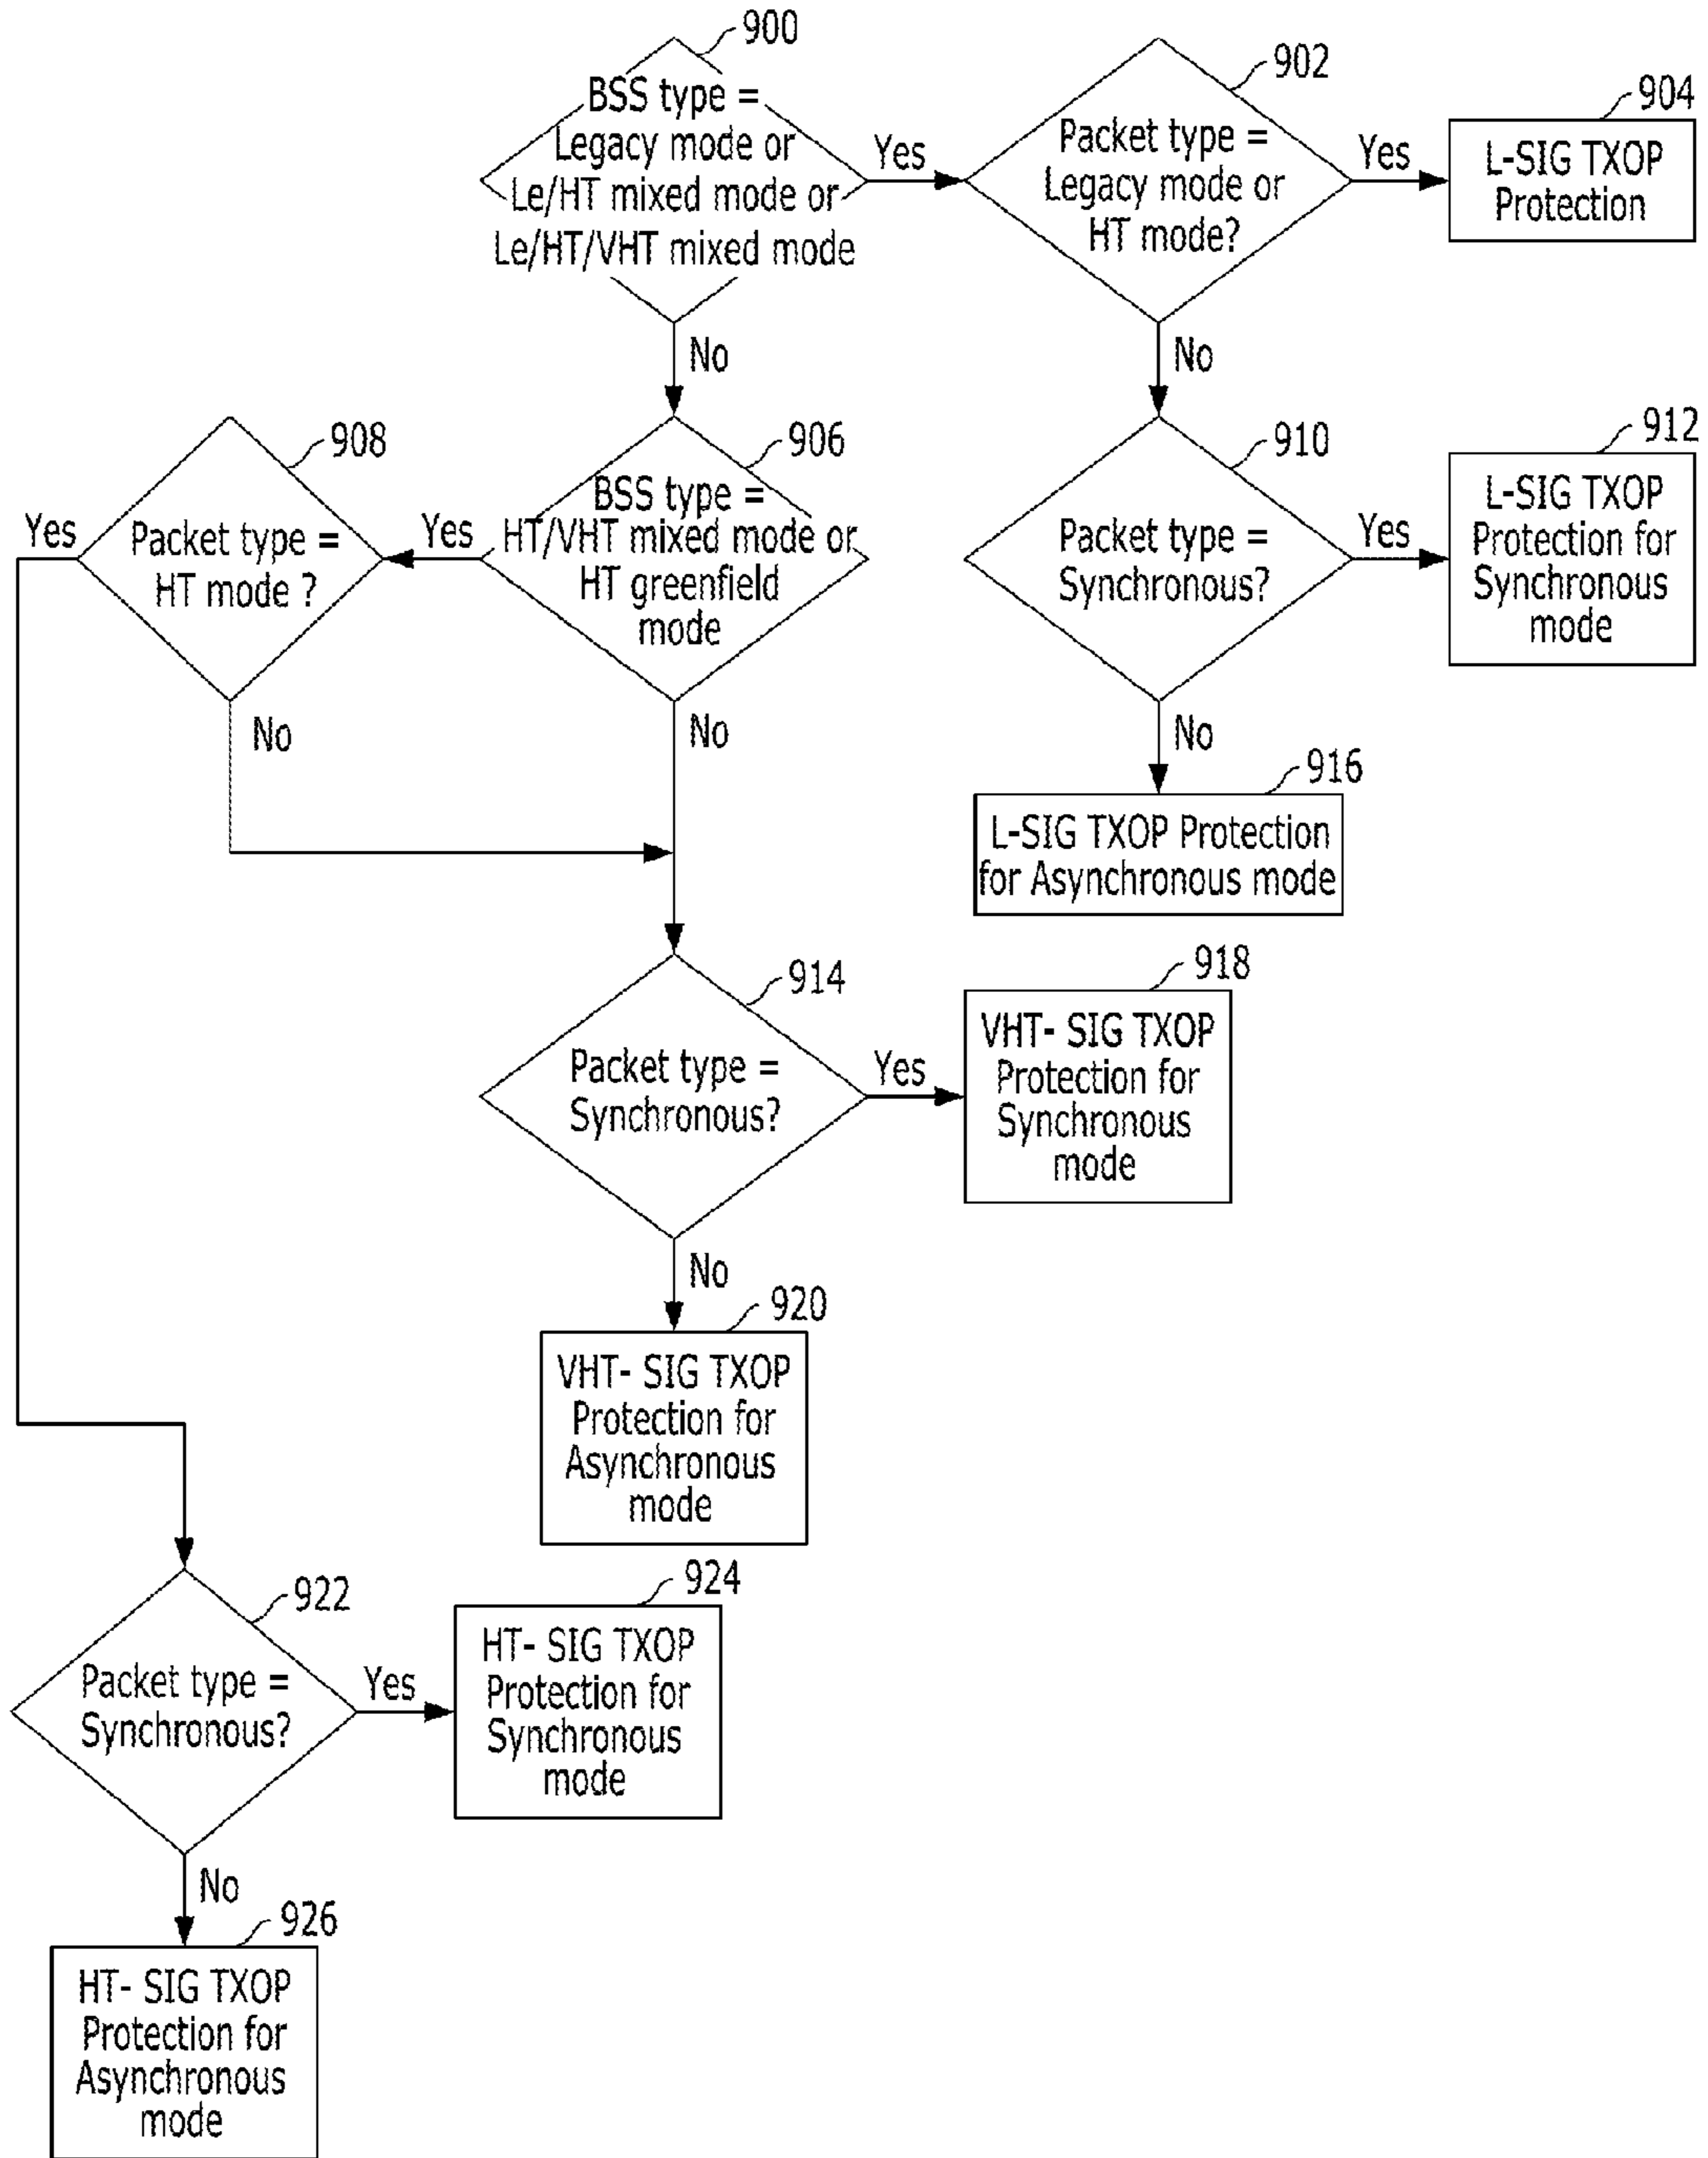 900
BSS type =
Legacy mode or
Le/HT mixed mode or
Le/HT/VHT mixed mode
Yes
No
902
Packet type =
Legacy mode or
HT mode?
Yes
No
904
L-SIG TXOP
Protection
906
BSS type =
HT/VHT mixed mode or
HT greenfield
mode
Yes
No
908
Packet type =
HT mode ?
Yes
No
910
Packet type =
Synchronous?
Yes
No
912
L-SIG TXOP
Protection for
Synchronous
mode
916
L-SIG TXOP Protection
for Asynchronous mode
914
Packet type =
Synchronous?
Yes
No
918
VHT- SIG TXOP
Protection for
Synchronous
mode
920
VHT- SIG TXOP
Protection for
Asynchronous
mode
922
Packet type =
Synchronous?
Yes
No
924
HT- SIG TXOP
Protection for
Synchronous
mode
926
HT- SIG TXOP
Protection for
Asynchronous
mode